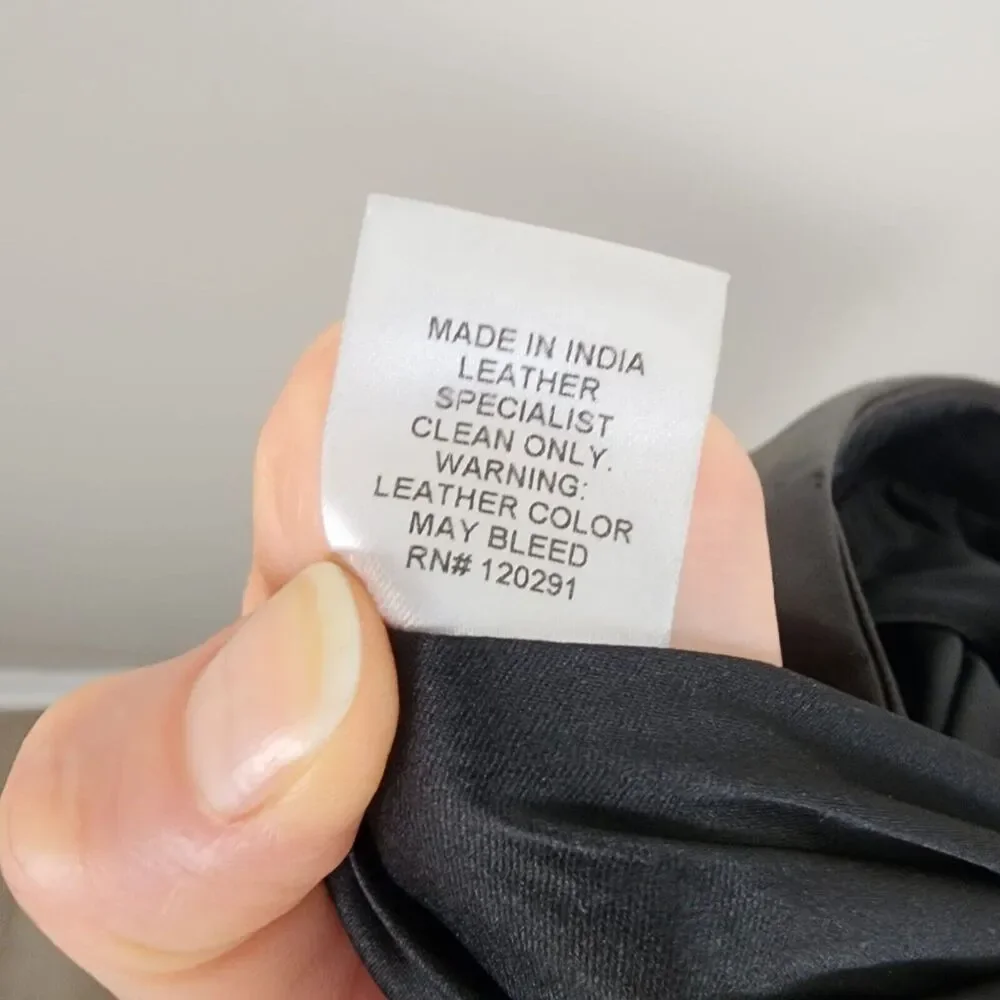 MADE IN INDIA
LEATHER
SPECIALIST
CLEAN ONLY.
WARNING:
LEATHER COLOR
MAY BLEED
RN# 120291